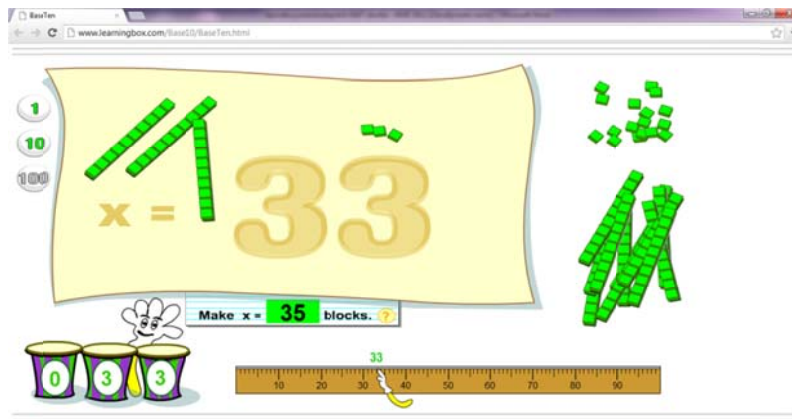 BaseTen
www.learningbox.com/Base10/BaseTen.html
1
10
100
x = 33
Make x = 35 blocks. ?
0 3 3
33
10 20 30 40 50 60 70 80 90